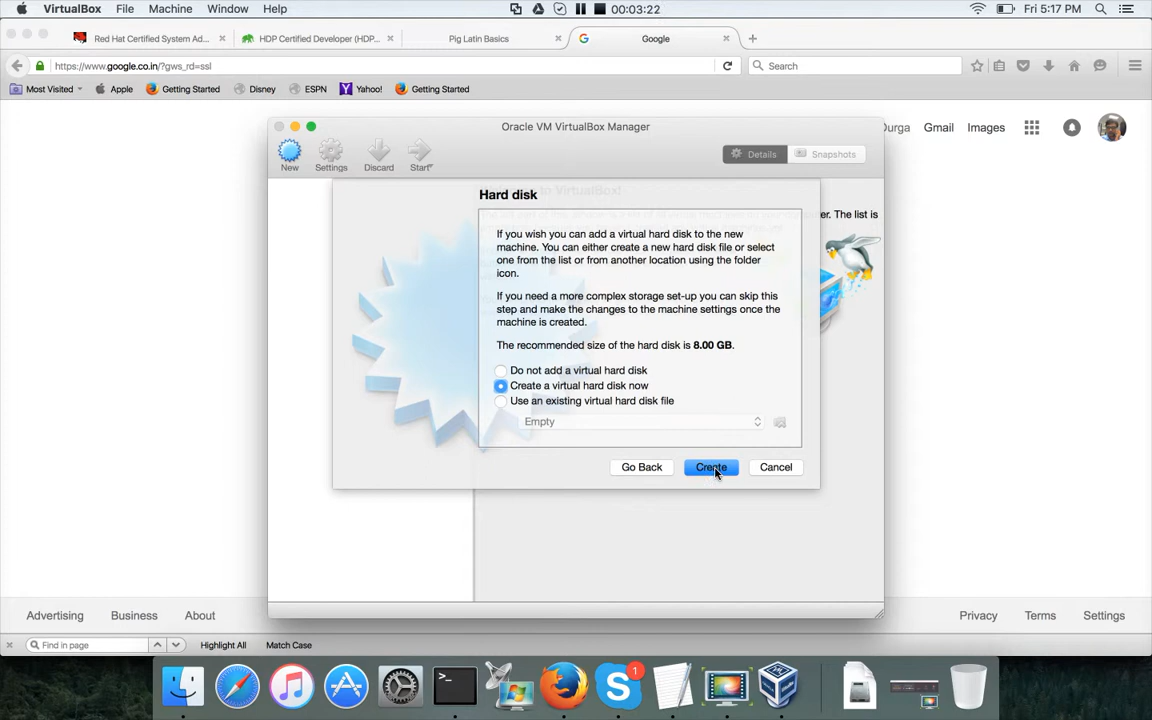 VirtualBox File Machine Window Help 00:03:22 Fri 5:17 PM
Red Hat Certified System Ad... HDP Certified Developer (HDP... Pig Latin Basics Google
https://www.google.co.in/?gws_rd=ssl Search
Most Visited Apple Getting Started Disney ESPN Yahoo! Getting Started
Oracle VM VirtualBox Manager
Durga Gmail Images
New Settings Discard Start
Details Snapshots
Hard disk
If you wish you can add a virtual hard disk to the new
machine. You can either create a new hard disk file or select
one from the list or from another location using the folder
icon.
er. The list is
If you need a more complex storage set-up you can skip this
step and make the changes to the machine settings once the
machine is created.
The recommended size of the hard disk is 8.00 GB.
Do not add a virtual hard disk
Create a virtual hard disk now
Use an existing virtual hard disk file
Empty
Go Back Create Cancel
Advertising Business About Privacy Terms Settings
Find in page Highlight All Match Case
1